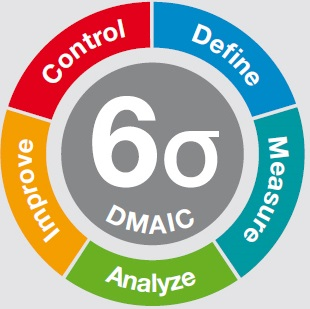 Control
Define
Measure
Analyze
Improve
6σ
DMAIC